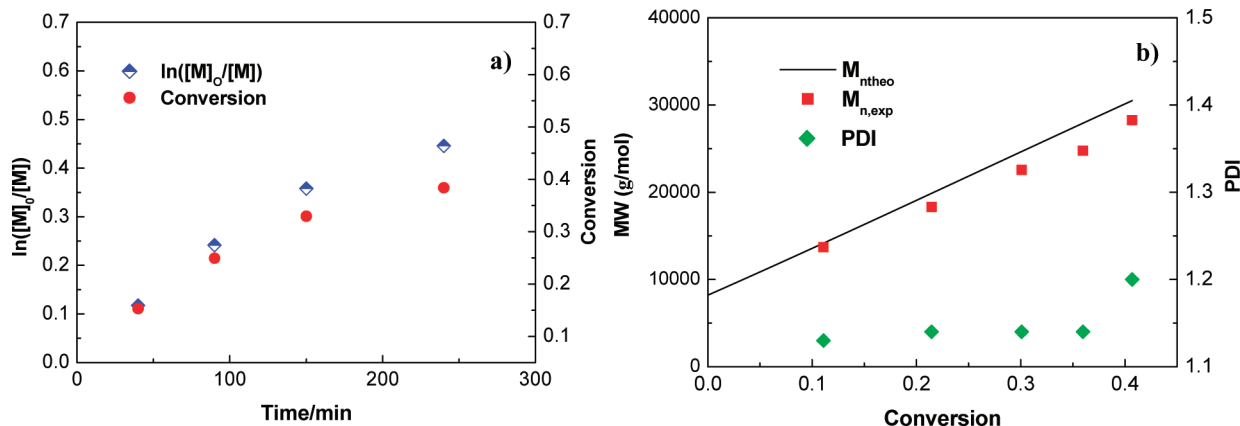 a)
ln([M]₀/[M])
Conversion
ln([M]₀/[M])
0.7
0.6
0.5
0.4
0.3
0.2
0.1
0.0
0
100
200
300
Time/min
0.7
0.6
0.5
0.4
0.3
0.2
0.1
Conversion
b)
Mntheo
Mn,exp
PDI
MW (g/mol)
40000
30000
20000
10000
0
0.0
0.1
0.2
0.3
0.4
Conversion
1.5
1.4
1.3
1.2
1.1
PDI